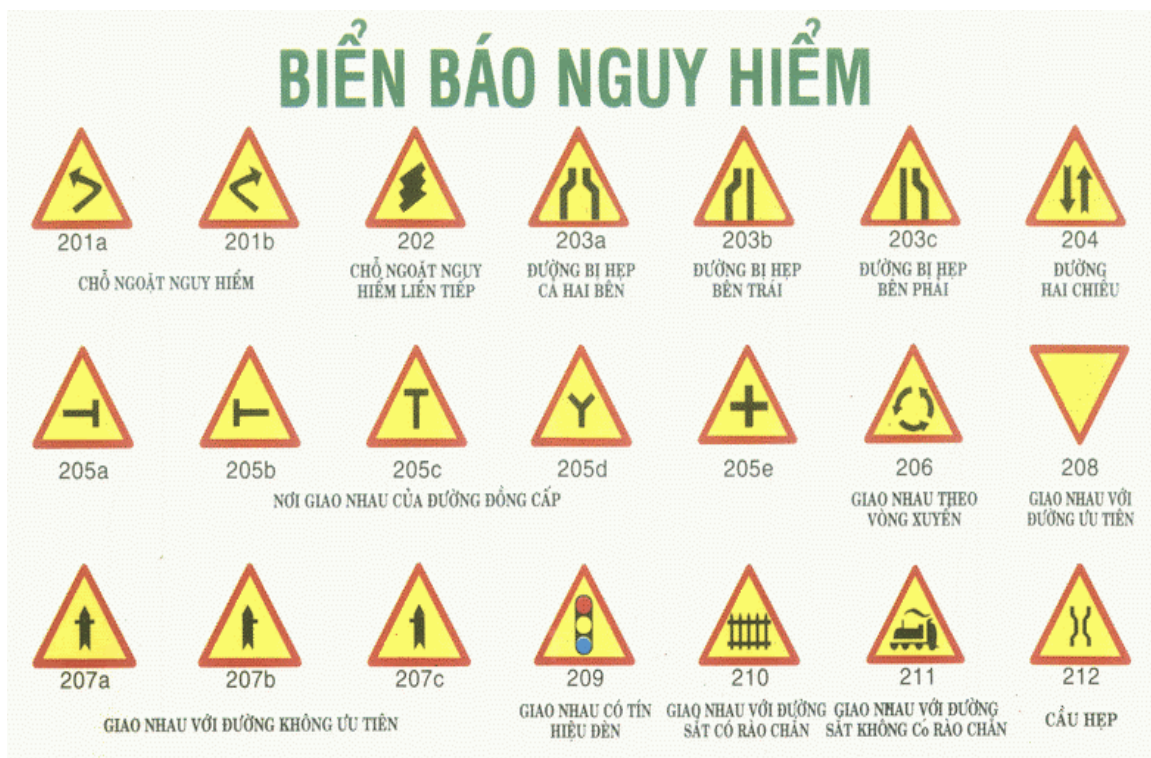 BIỂN BÁO NGUY HIỂM
201a 201b 202 203a 203b 203c 204
CHỖ NGOẶT NGUY HIỂM
CHỖ NGOẶT NGUY
HIỂM LIÊN TIẾP
ĐƯỜNG BỊ HẸP
CẢ HAI BÊN
ĐƯỜNG BỊ HẸP
BÊN TRÁI
ĐƯỜNG BỊ HẸP
BÊN PHẢI
ĐƯỜNG
HAI CHIỀU
205a 205b 205c 205d 205e 206 208
NƠI GIAO NHAU CỦA ĐƯỜNG ĐỒNG CẤP
GIAO NHAU THEO
VÒNG XUYẾN
GIAO NHAU VỚI
ĐƯỜNG ƯU TIÊN
207a 207b 207c 209 210 211 212
GIAO NHAU VỚI ĐƯỜNG KHÔNG ƯU TIÊN
GIAO NHAU CÓ TÍN
HIỆU ĐÈN
GIAO NHAU VỚI ĐƯỜNG
SẮT CÓ RÀO CHẮN
GIAO NHAU VỚI ĐƯỜNG
SẮT KHÔNG Có RÀO CHẮN
CẦU HẸP